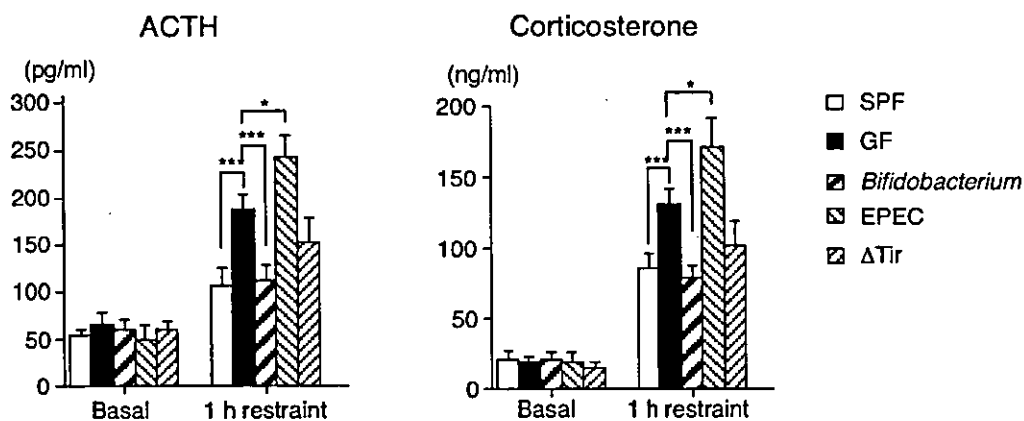 ACTH
(pg/ml)
300
250
200
150
100
50
0
*
***
***
Basal
1 h restraint
Corticosterone
(ng/ml)
200
150
100
50
0
*
***
***
Basal
1 h restraint
SPF
GF
Bifidobacterium
EPEC
ΔTir